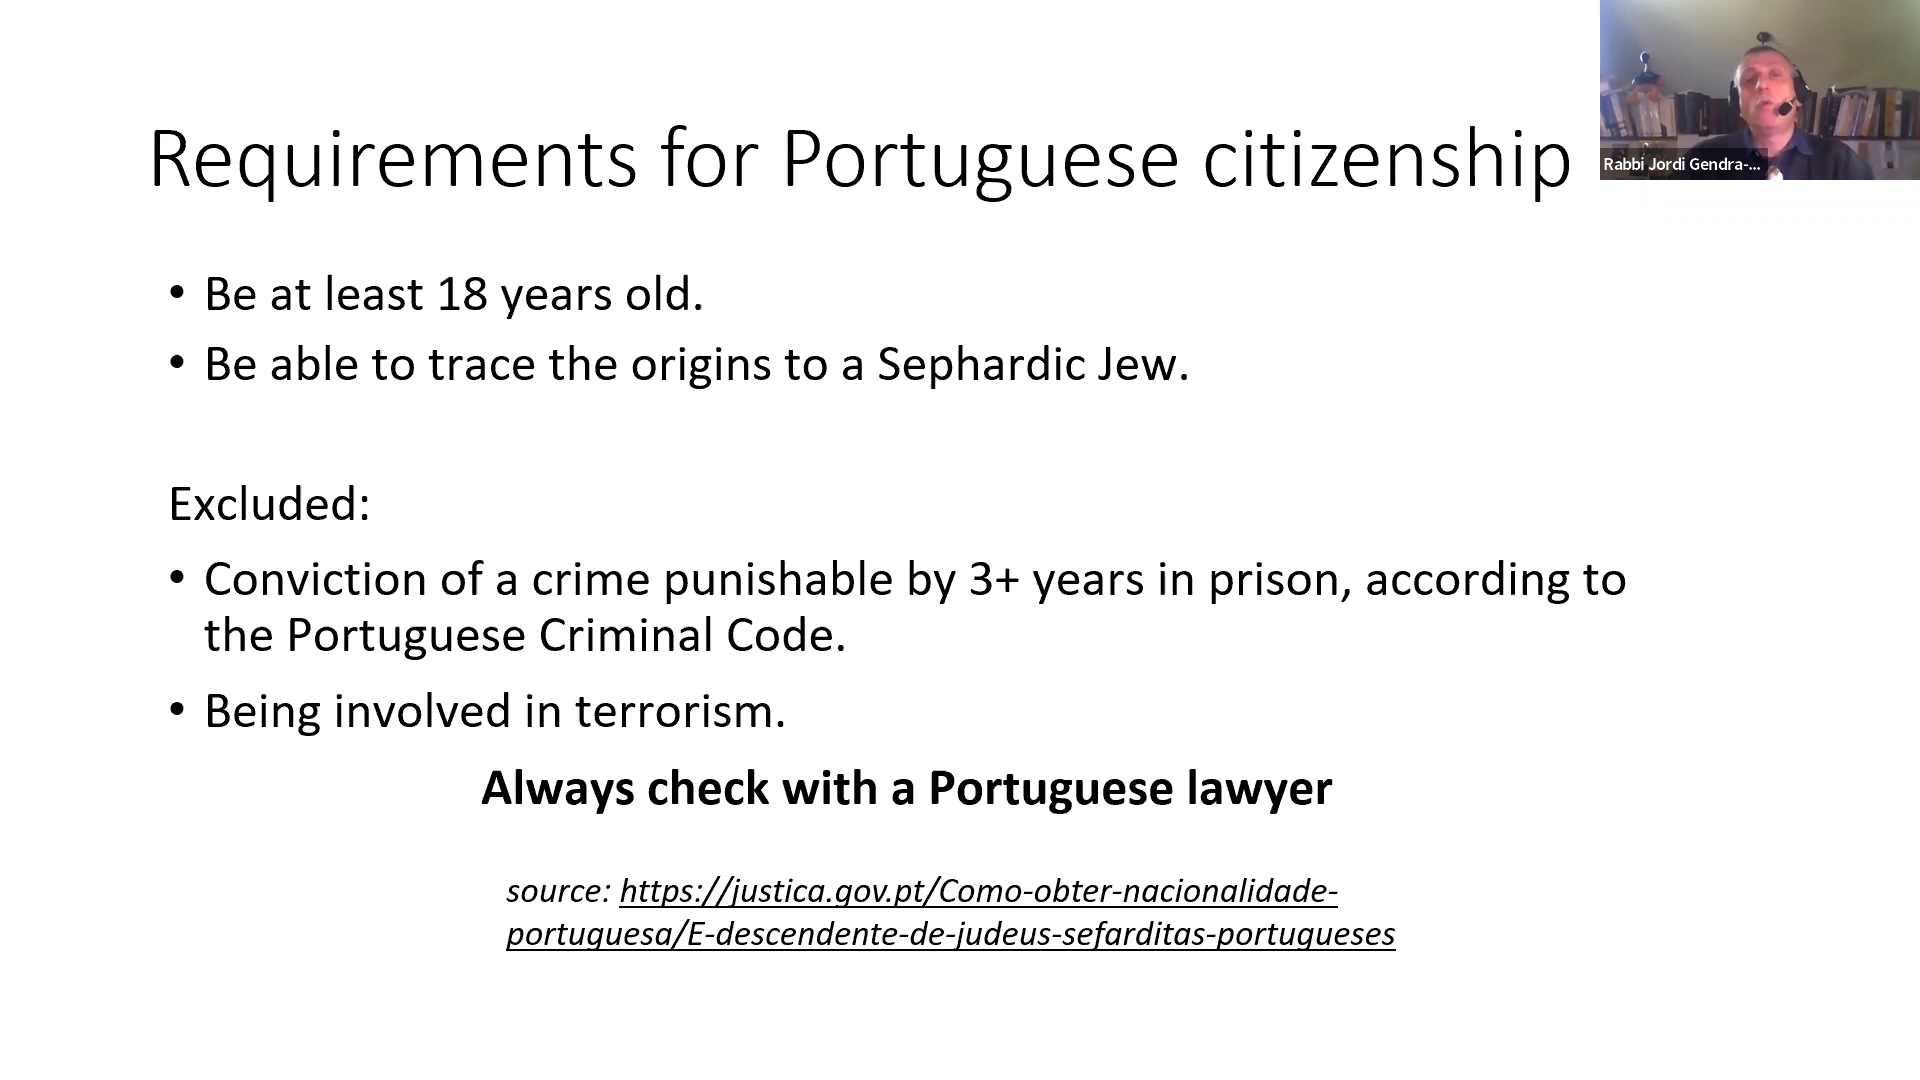 Requirements for Portuguese citizenship
Rabbi Jordi Gendra-...
• Be at least 18 years old.
• Be able to trace the origins to a Sephardic Jew.
Excluded:
• Conviction of a crime punishable by 3+ years in prison, according to
the Portuguese Criminal Code.
• Being involved in terrorism.
Always check with a Portuguese lawyer
source: https://justica.gov.pt/Como-obter-nacionalidade-
portuguesa/E-descendente-de-judeus-sefarditas-portugueses